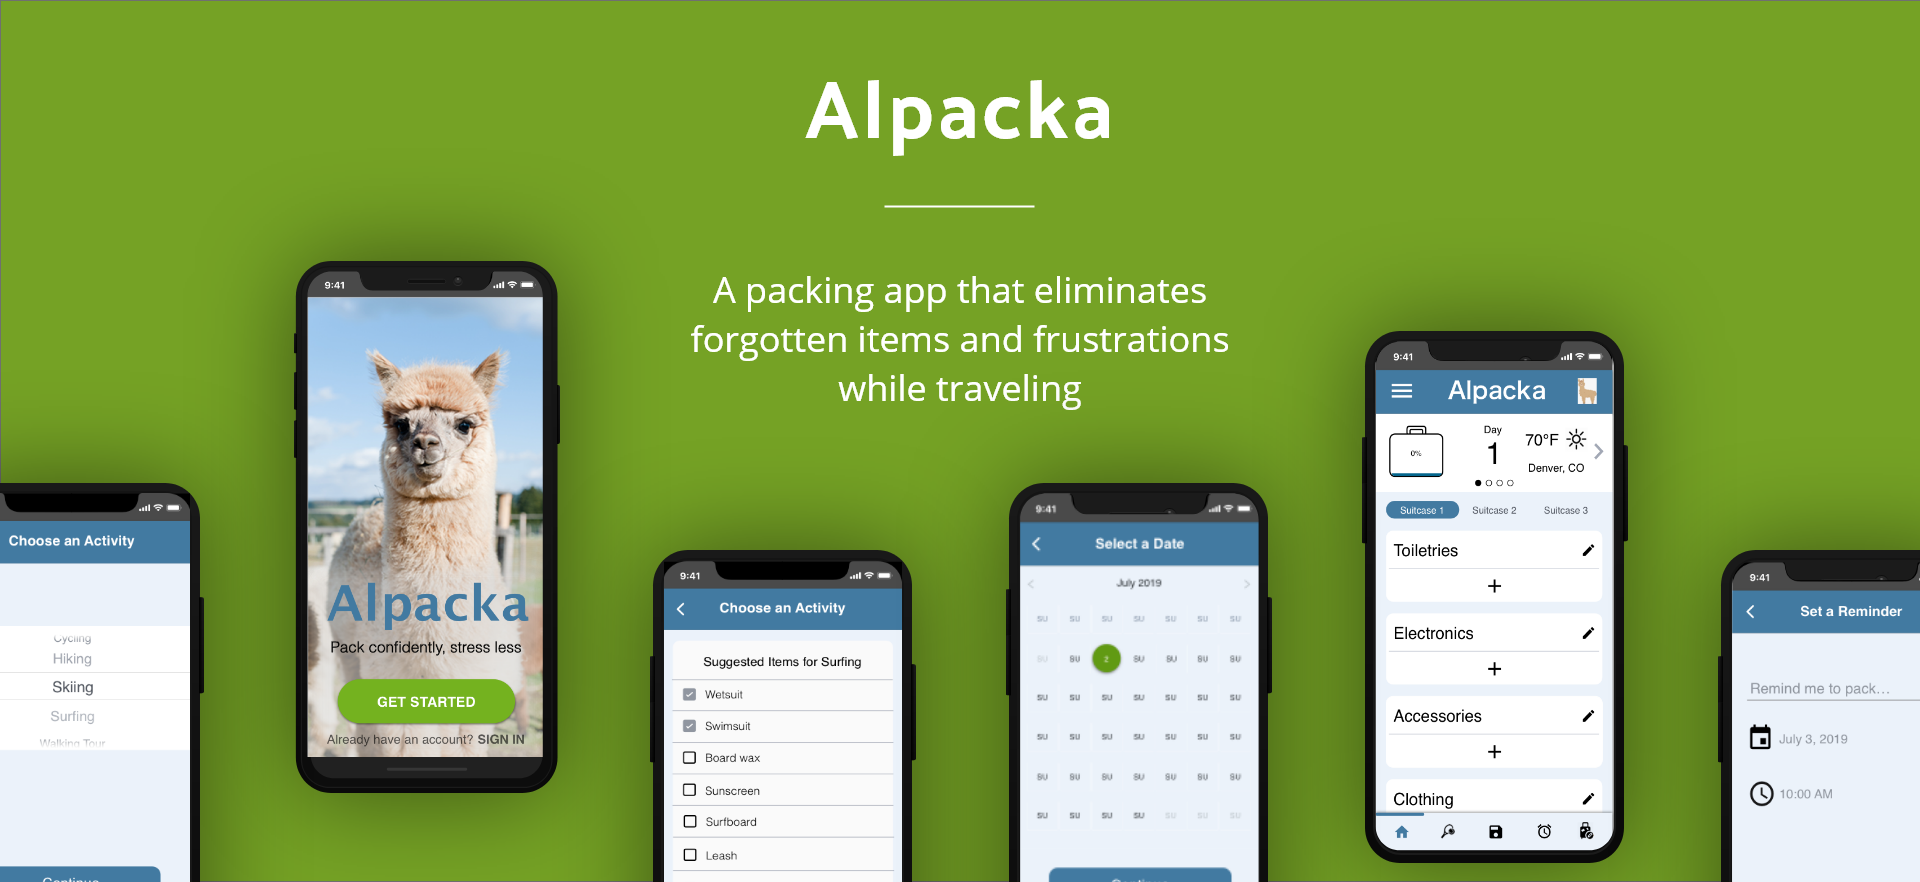 Alpacka
A packing app that eliminates
forgotten items and frustrations
while traveling
Choose an Activity
Cycling
Hiking
Skiing
Surfing
Walking Tour
Continue
9:41
Alpacka
Pack confidently, stress less
GET STARTED
Already have an account? SIGN IN
9:41
Choose an Activity
Suggested Items for Surfing
Wetsuit
Swimsuit
Board wax
Sunscreen
Surfboard
Leash
9:41
Select a Date
July 2019
SU SU SU SU SU SU SU
SU SU 2 SU SU SU SU
SU SU SU SU SU SU SU
SU SU SU SU SU SU SU
SU SU SU SU SU SU SU
SU SU SU SU SU SU SU
9:41
Alpacka
0%
Day
1
70°F
Denver, CO
Suitcase 1 Suitcase 2 Suitcase 3
Toiletries
+
Electronics
+
Accessories
+
Clothing
9:41
Set a Reminder
Remind me to pack...
July 3, 2019
10:00 AM